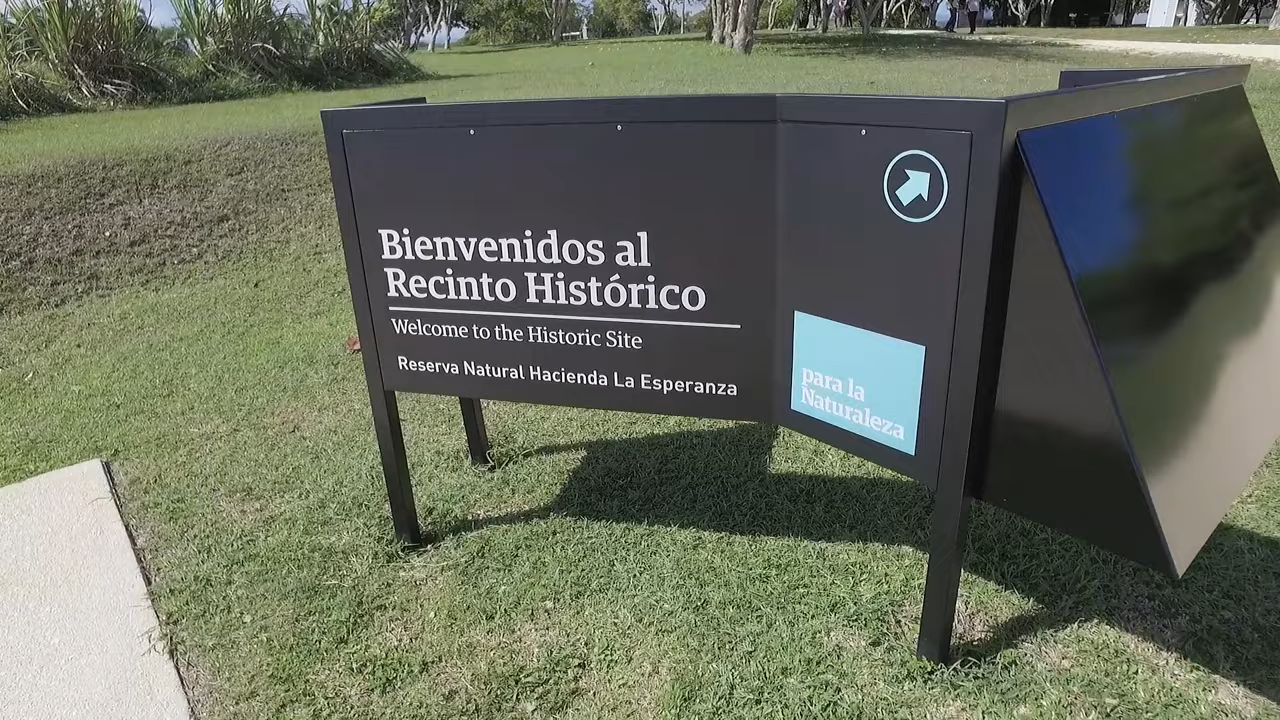 Bienvenidos al
Recinto Histórico
Welcome to the Historic Site
Reserva Natural Hacienda La Esperanza
para la
Naturaleza